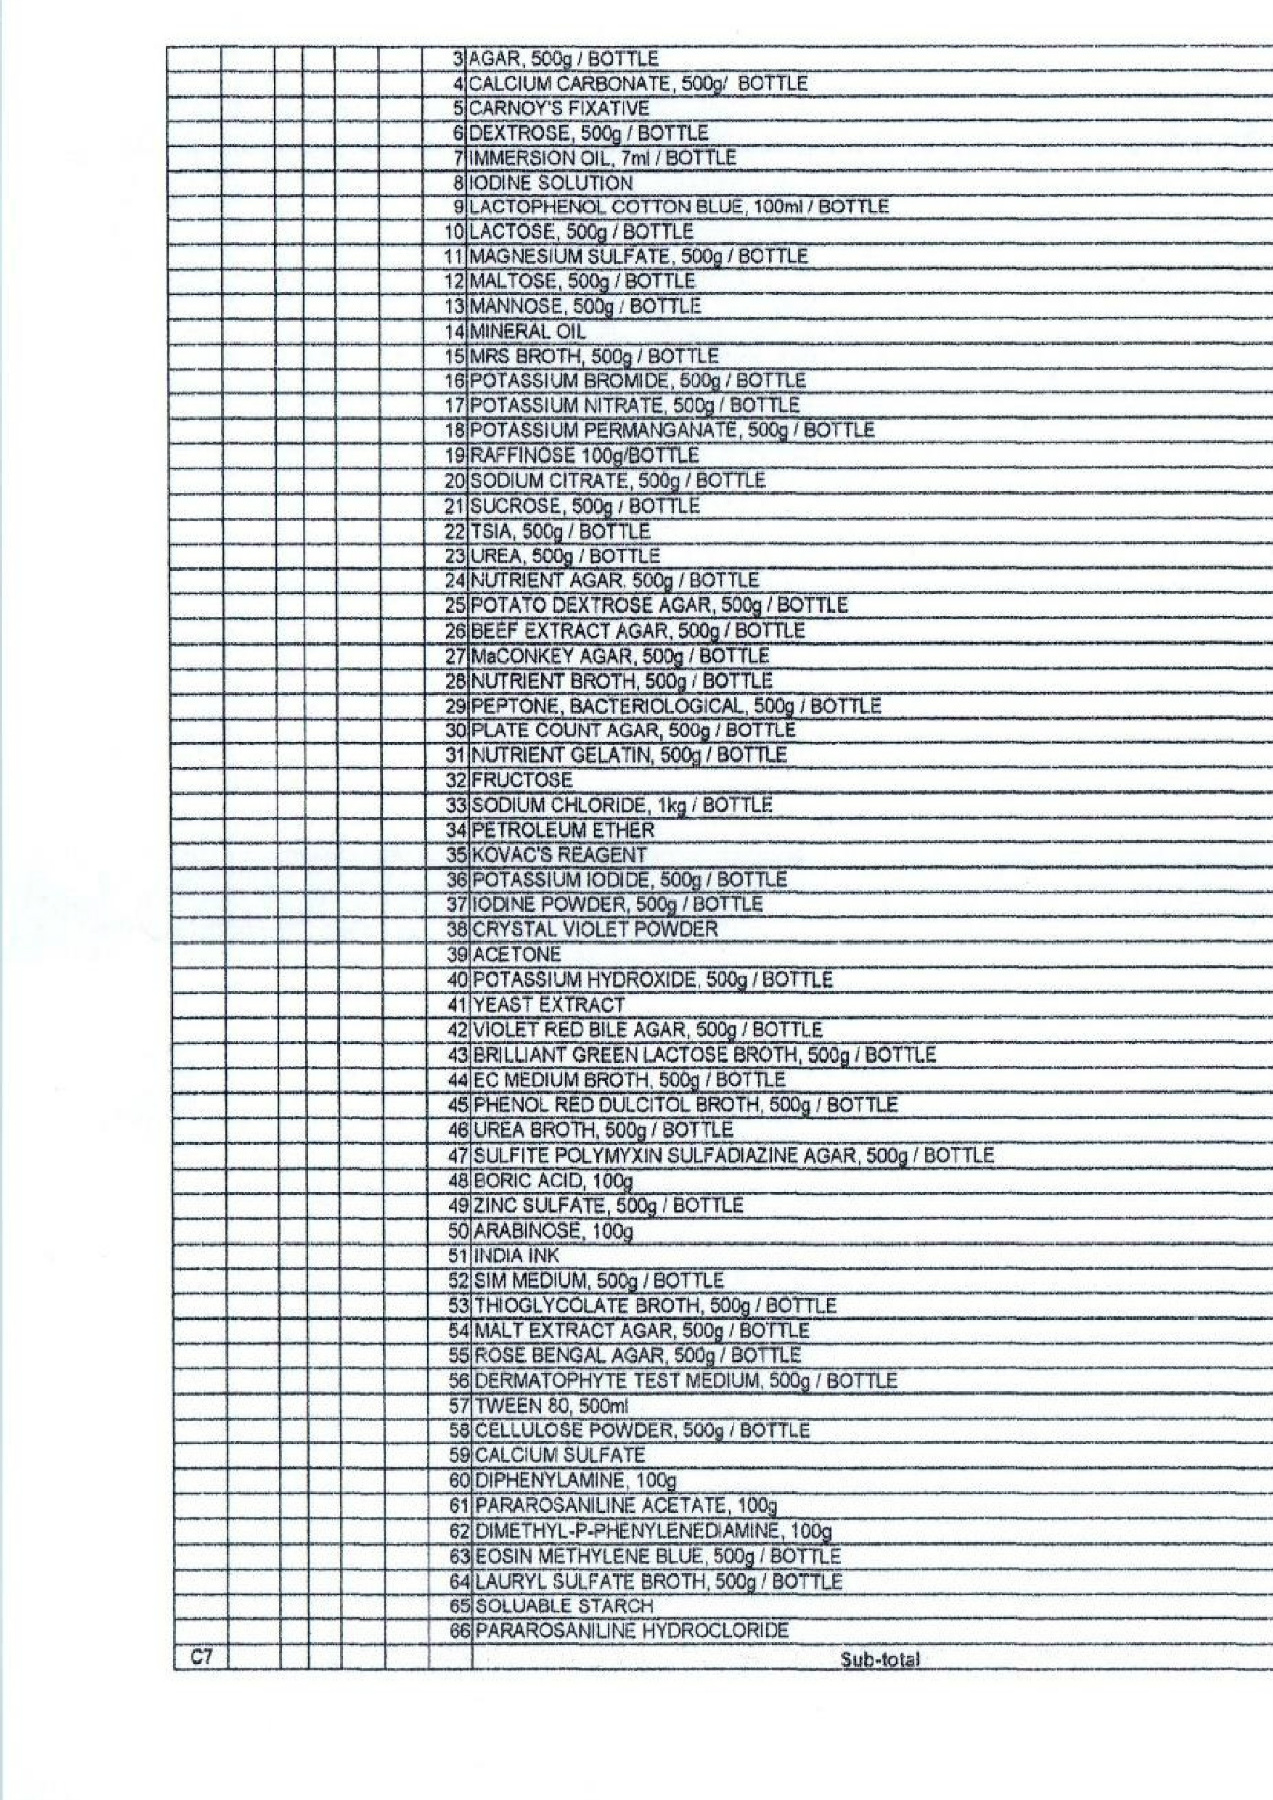 3 AGAR, 500g / BOTTLE
4 CALCIUM CARBONATE, 500g/ BOTTLE
5 CARNOY'S FIXATIVE
6 DEXTROSE, 500g / BOTTLE
7 IMMERSION OIL, 7ml / BOTTLE
8 IODINE SOLUTION
9 LACTOPHENOL COTTON BLUE, 100ml / BOTTLE
10 LACTOSE, 500g / BOTTLE
11 MAGNESIUM SULFATE, 500g / BOTTLE
12 MALTOSE, 500g / BOTTLE
13 MANNOSE, 500g / BOTTLE
14 MINERAL OIL
15 MRS BROTH, 500g / BOTTLE
16 POTASSIUM BROMIDE, 500g / BOTTLE
17 POTASSIUM NITRATE, 500g / BOTTLE
18 POTASSIUM PERMANGANATE, 500g / BOTTLE
19 RAFFINOSE 100g/BOTTLE
20 SODIUM CITRATE, 500g / BOTTLE
21 SUCROSE, 500g / BOTTLE
22 TSIA, 500g / BOTTLE
23 UREA, 500g / BOTTLE
24 NUTRIENT AGAR, 500g / BOTTLE
25 POTATO DEXTROSE AGAR, 500g / BOTTLE
26 BEEF EXTRACT AGAR, 500g / BOTTLE
27 MaCONKEY AGAR, 500g / BOTTLE
28 NUTRIENT BROTH, 500g / BOTTLE
29 PEPTONE, BACTERIOLOGICAL, 500g / BOTTLE
30 PLATE COUNT AGAR, 500g / BOTTLE
31 NUTRIENT GELATIN, 500g / BOTTLE
32 FRUCTOSE
33 SODIUM CHLORIDE, 1kg / BOTTLE
34 PETROLEUM ETHER
35 KOVAC'S REAGENT
36 POTASSIUM IODIDE, 500g / BOTTLE
37 IODINE POWDER, 500g / BOTTLE
38 CRYSTAL VIOLET POWDER
39 ACETONE
40 POTASSIUM HYDROXIDE, 500g / BOTTLE
41 YEAST EXTRACT
42 VIOLET RED BILE AGAR, 500g / BOTTLE
43 BRILLIANT GREEN LACTOSE BROTH, 500g / BOTTLE
44 EC MEDIUM BROTH, 500g / BOTTLE
45 PHENOL RED DULCITOL BROTH, 500g / BOTTLE
46 UREA BROTH, 500g / BOTTLE
47 SULFITE POLYMYXIN SULFADIAZINE AGAR, 500g / BOTTLE
48 BORIC ACID, 100g
49 ZINC SULFATE, 500g / BOTTLE
50 ARABINOSE, 100g
51 INDIA INK
52 SIM MEDIUM, 500g / BOTTLE
53 THIOGLYCOLATE BROTH, 500g / BOTTLE
54 MALT EXTRACT AGAR, 500g / BOTTLE
55 ROSE BENGAL AGAR, 500g / BOTTLE
56 DERMATOPHYTE TEST MEDIUM, 500g / BOTTLE
57 TWEEN 80, 500ml
58 CELLULOSE POWDER, 500g / BOTTLE
59 CALCIUM SULFATE
60 DIPHENYLAMINE, 100g
61 PARAROSANILINE ACETATE, 100g
62 DIMETHYL-P-PHENYLENEDIAMINE, 100g
63 EOSIN METHYLENE BLUE, 500g / BOTTLE
64 LAURYL SULFATE BROTH, 500g / BOTTLE
65 SOLUABLE STARCH
66 PARAROSANILINE HYDROCLORIDE
C7 Sub-total